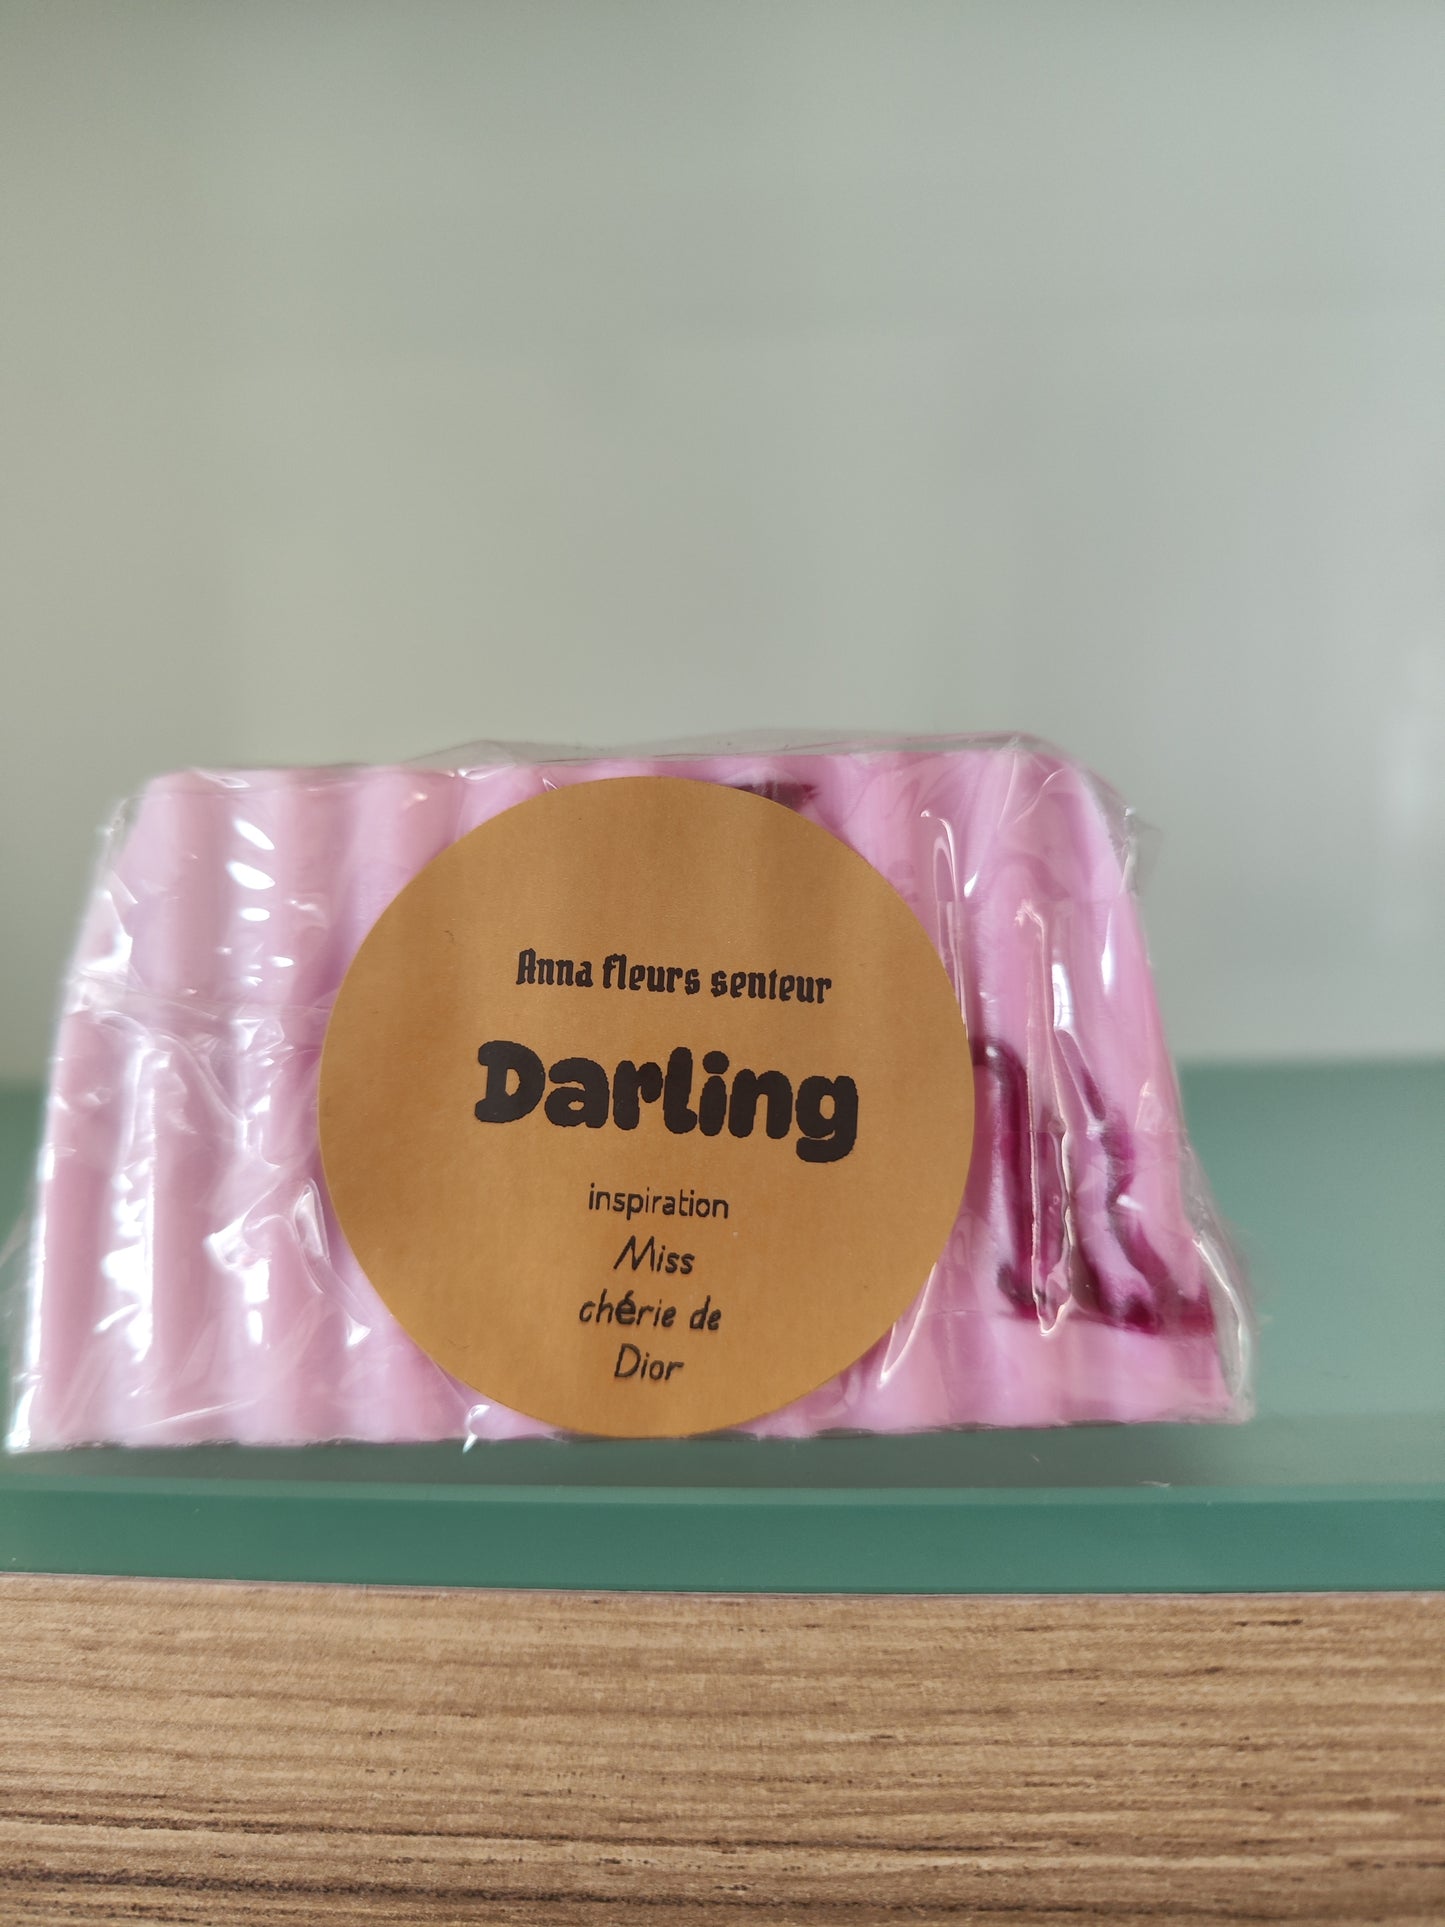 Anna fleurs senteur
Darling
inspiration
Miss
chérie de
Dior